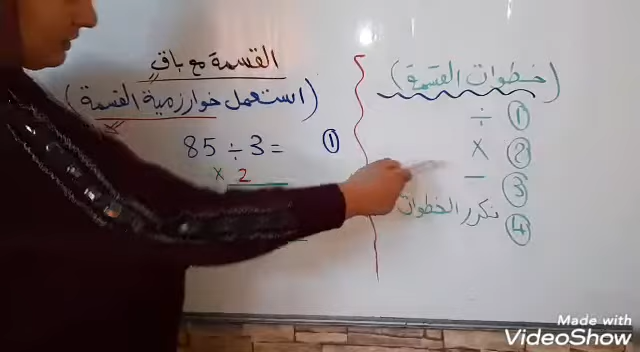 القسمة مع باقٍ
(استعمل خوارزمية القسمة)
① 85 ÷ 3 =
× 2
(خطوات القسمة)
① ÷
② ×
③ −
④ نكرر الخطوات
Made with
VideoShow